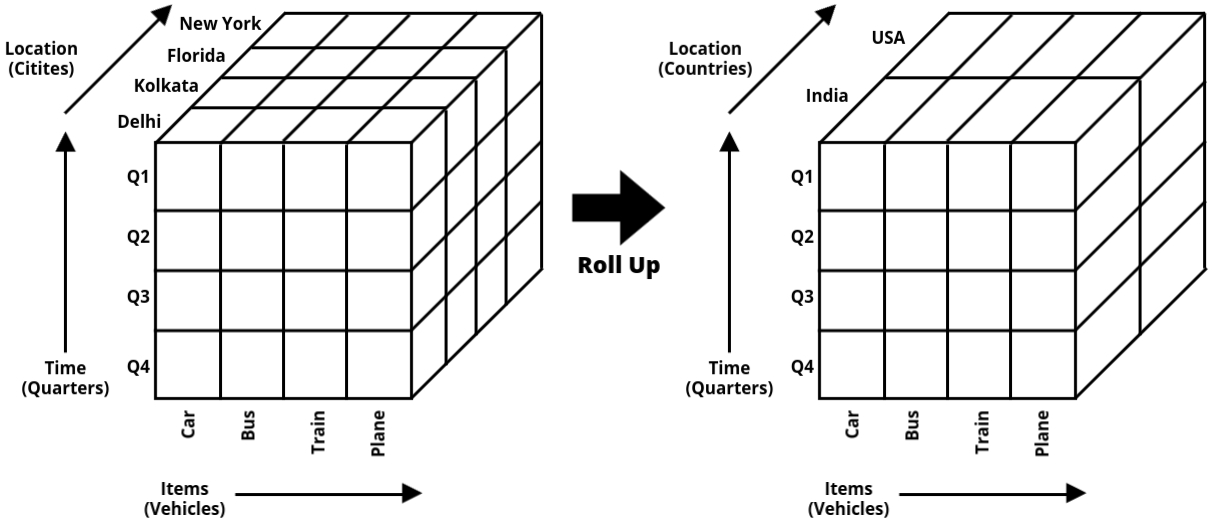 New York
Location
(Citites)
Florida
Kolkata
Delhi
Q1
Q2
Q3
Q4
Time
(Quarters)
Car
Bus
Train
Plane
Items
(Vehicles)
Roll Up
Location
(Countries)
USA
India
Q1
Q2
Q3
Q4
Time
(Quarters)
Car
Bus
Train
Plane
Items
(Vehicles)